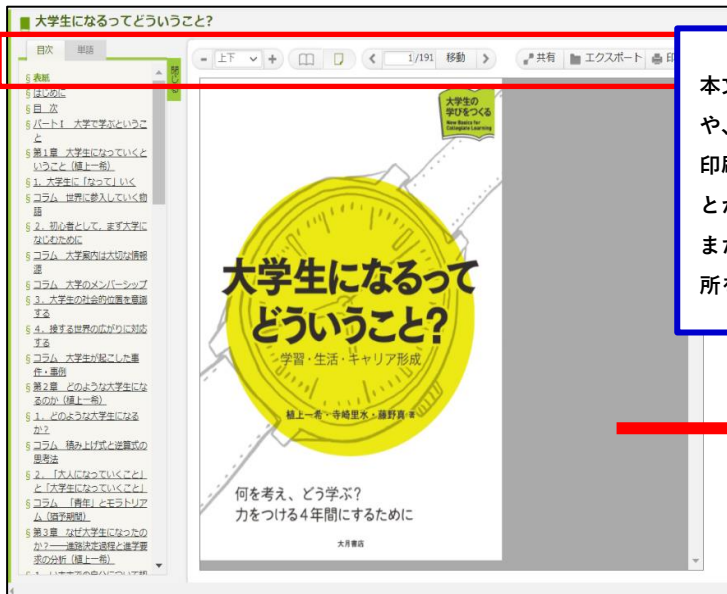 大学生になるってどういうこと?
目次 単語
上下
1/191 移動
共有 エクスポート
閉じる
§ 表紙
§ はじめに
§ 目 次
§ パートⅠ 大学で学ぶというこ
と
§ 第1章 大学生になっていくと
いうこと(植上一希)
§ 1.大学生に「なって」いく
§ コラム 世界に参入していく物
語
§ 2.初心者として,まず大学に
なじむために
§ コラム 大学案内は大切な情報
源
§ コラム 大学のメンバーシップ
§ 3.大学生の社会的位置を意識
する
§ 4.接する世界の広がりに対応
する
§ コラム 大学生が起こした事
件・事例
§ 第2章 どのような大学生にな
るのか(植上一希)
§ 1.どのような大学生になる
か?
§ コラム 積み上げ式と逆算式の
思考法
§ 2.「大人になっていくこと」
と「大学生になっていくこと」
§ コラム 「青年」とモラトリア
ム(猶予期間)
§ 第3章 なぜ大学生になったの
か?――進路決定過程と進学要
求の分析(植上一希)
大学生の
学びをつくる
New Basics for
Collegiate Learning
大学生になるって
どういうこと?
学習・生活・キャリア形成
植上一希・寺崎里水・藤野真 著
何を考え、どう学ぶ?
力をつける4年間にするために
大月書店
や、
とか
所を